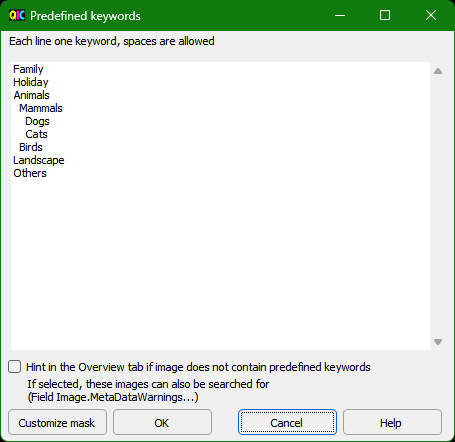 QIC Predefined keywords
Each line one keyword, spaces are allowed
Family
Holiday
Animals
Mammals
Dogs
Cats
Birds
Landscape
Others
Hint in the Overview tab if image does not contain predefined keywords
If selected, these images can also be searched for
(Field Image.MetaDataWarnings...)
Customize mask OK Cancel Help